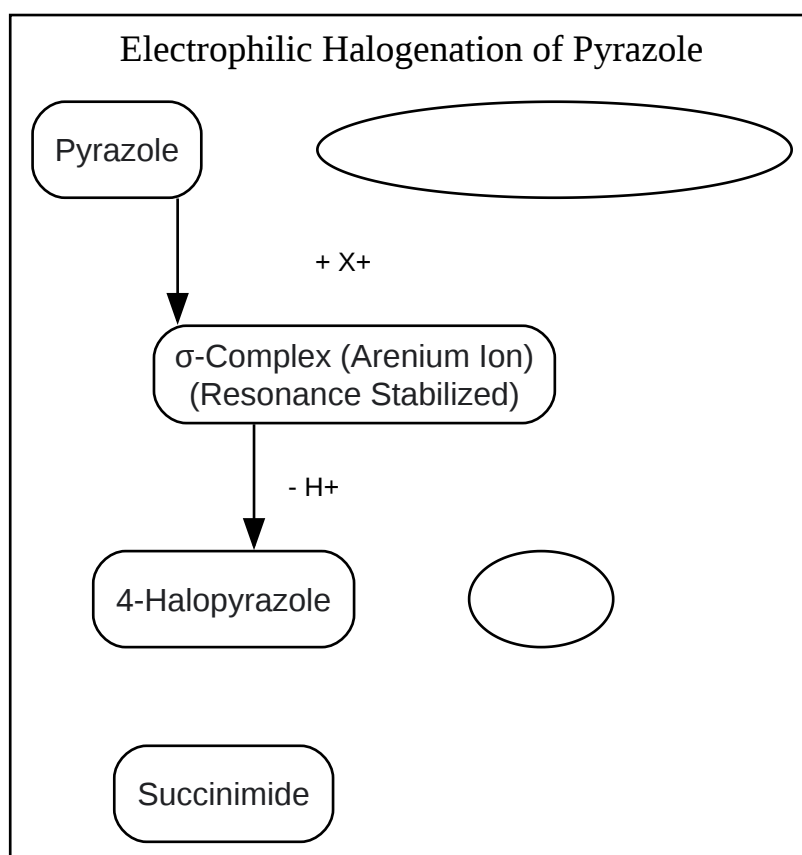 Electrophilic Halogenation of Pyrazole
Pyrazole
+ X+
σ-Complex (Arenium Ion)
(Resonance Stabilized)
- H+
4-Halopyrazole
Succinimide